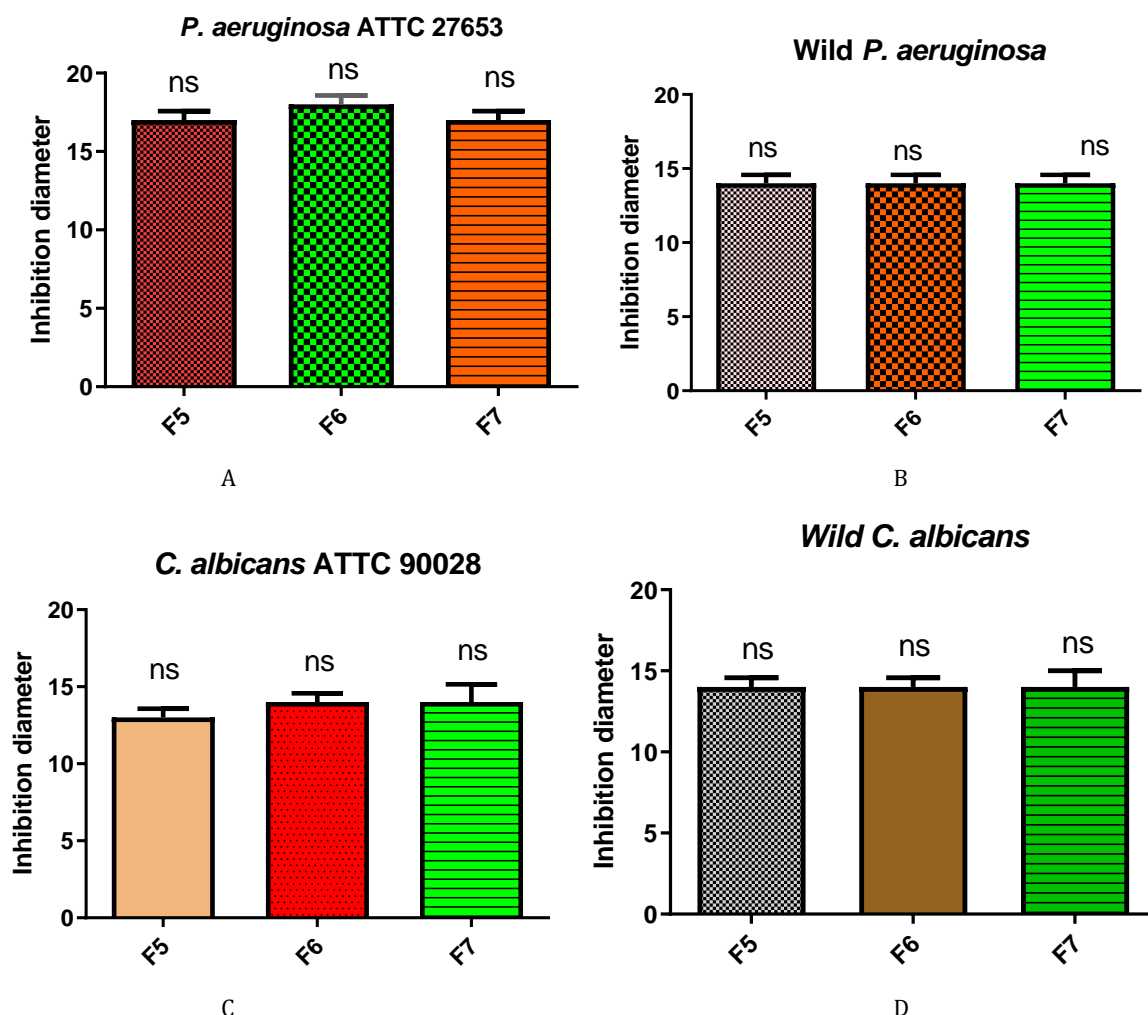 P. aeruginosa ATTC 27653
Inhibition diameter
20
15
10
5
0
ns
ns
ns
F5
F6
F7
A
Wild P. aeruginosa
Inhibition diameter
20
15
10
5
0
ns
ns
ns
F5
F6
F7
B
C. albicans ATTC 90028
Inhibition diameter
20
15
10
5
0
ns
ns
ns
F5
F6
F7
C
Wild C. albicans
Inhibition diameter
20
15
10
5
0
ns
ns
ns
F5
F6
F7
D